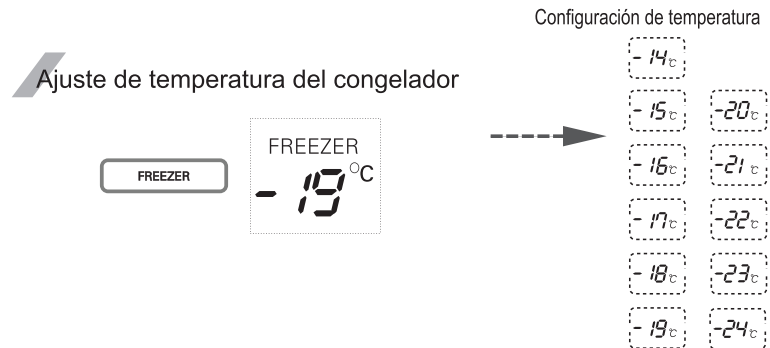 Configuración de temperatura
Ajuste de temperatura del congelador
FREEZER
FREEZER
-19 °C
-14 °C
-15 °C
-16 °C
-17 °C
-18 °C
-19 °C
-20 °C
-21 °C
-22 °C
-23 °C
-24 °C